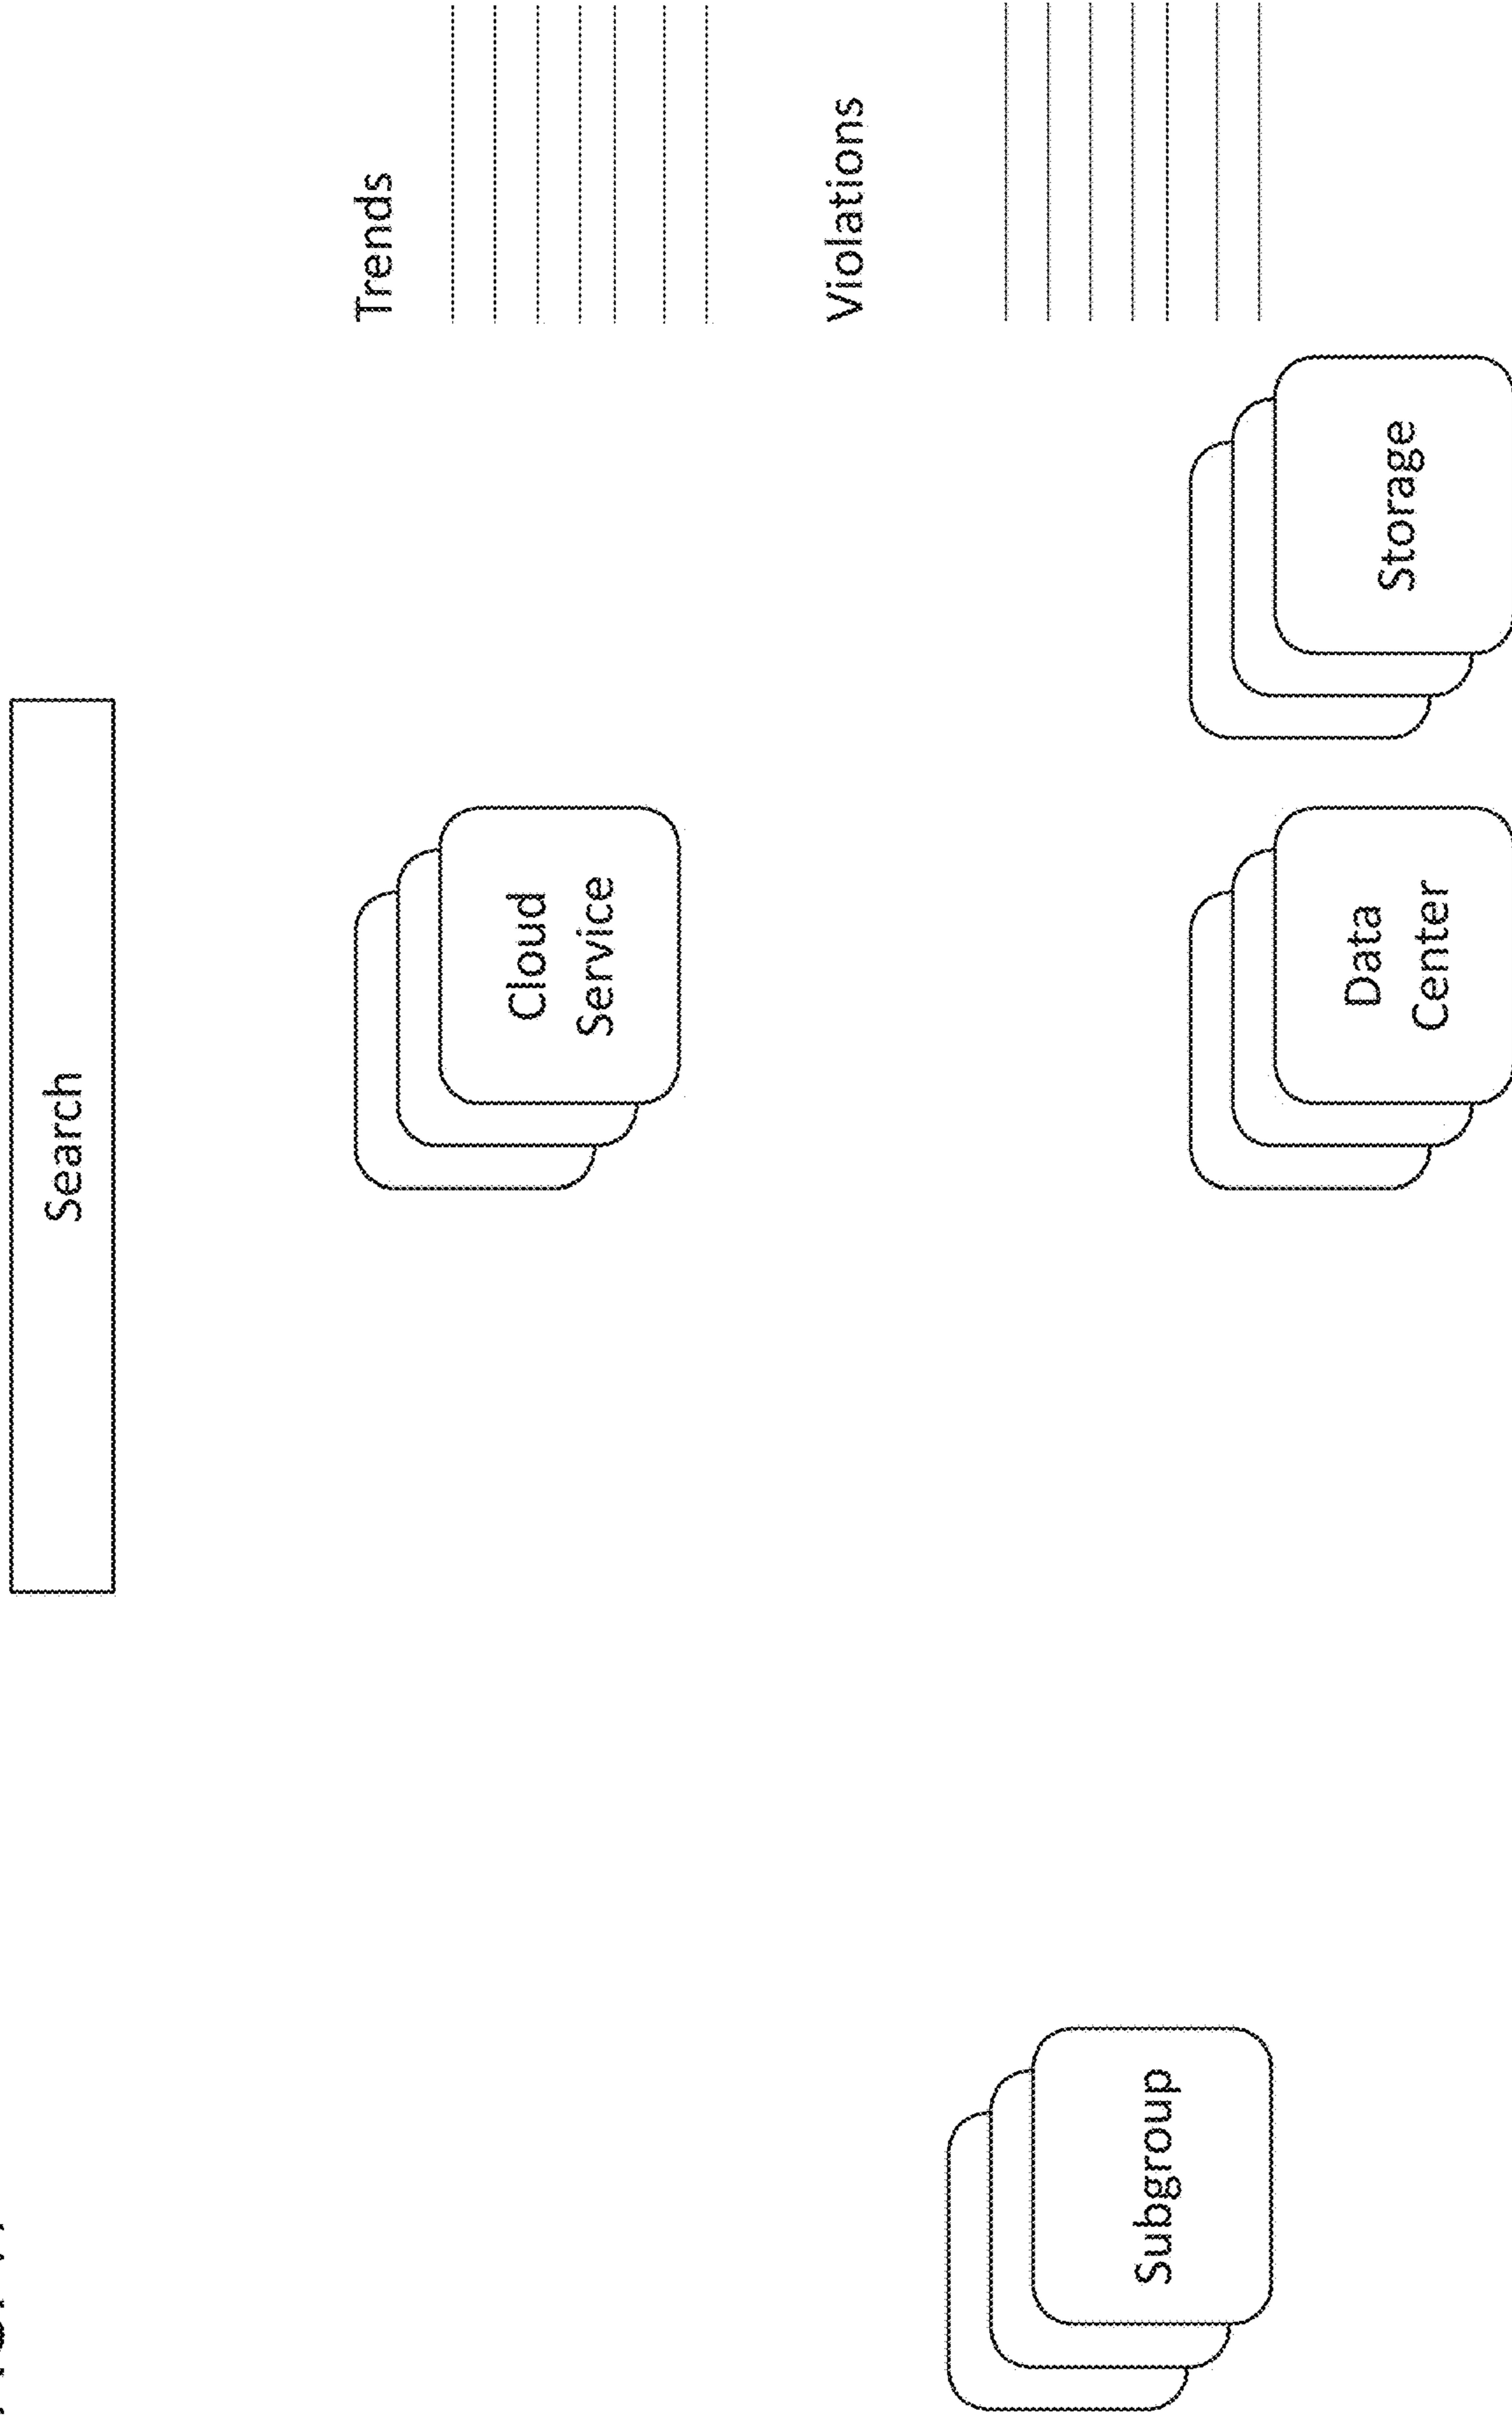 Search
Trends
Cloud
Service
Violations
Subgroup
Data
Center
Storage